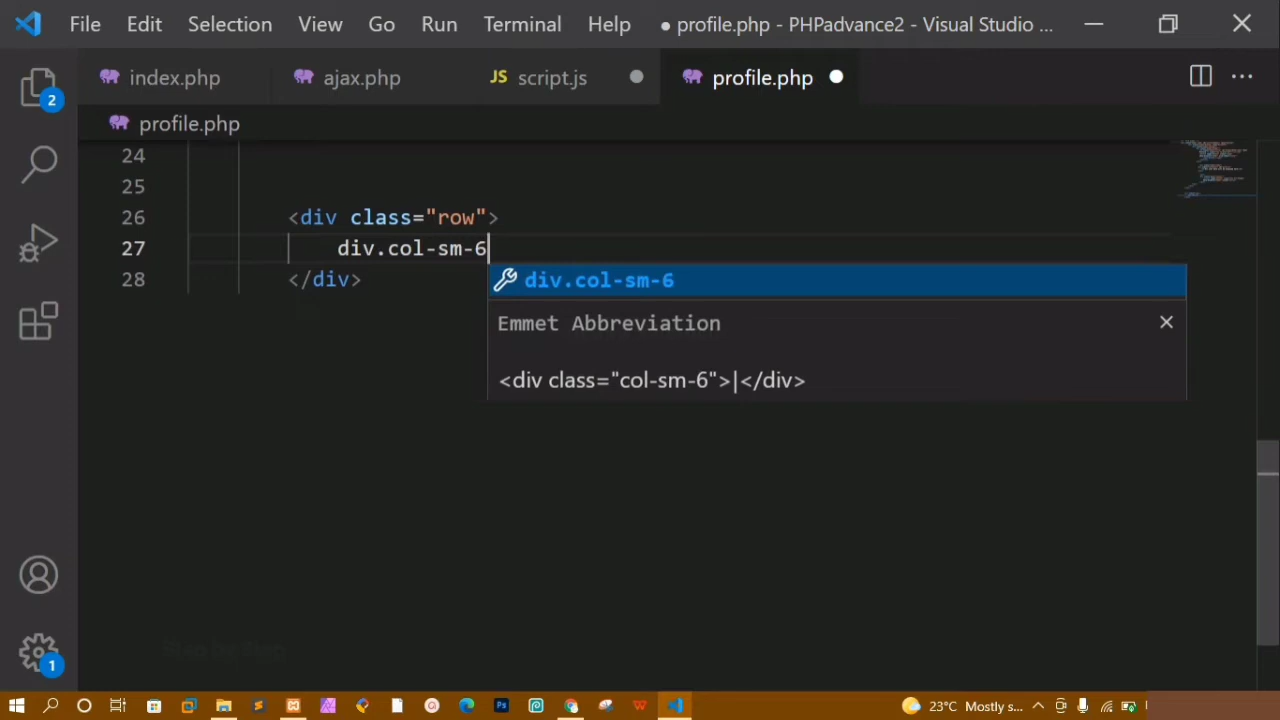 File Edit Selection View Go Run Terminal Help ● profile.php - PHPadvance2 - Visual Studio ...
index.php ajax.php JS script.js profile.php
2
profile.php
24
25
26 <div class="row">
27 div.col-sm-6
div.col-sm-6
28 </div>
Emmet Abbreviation
<div class="col-sm-6">|</div>
1
23°C Mostly s...